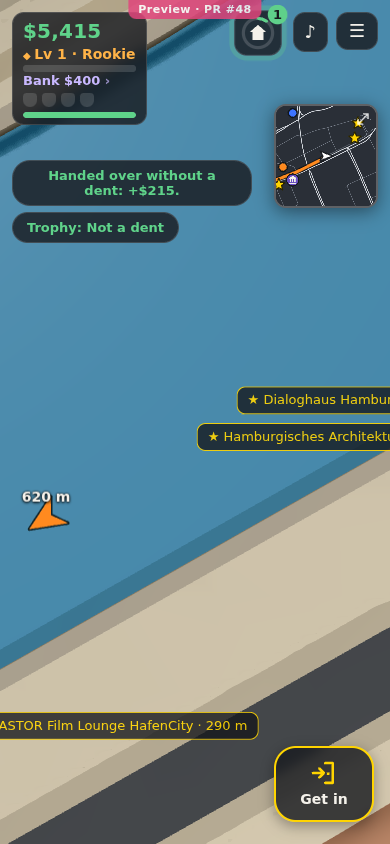 Preview · PR #48
$5,415
Lv 1 · Rookie
Bank $400 ›
1
Handed over without a
dent: +$215.
Trophy: Not a dent
★ Dialoghaus Hambur
★ Hamburgisches Architektu
620 m
ASTOR Film Lounge HafenCity · 290 m
Get in